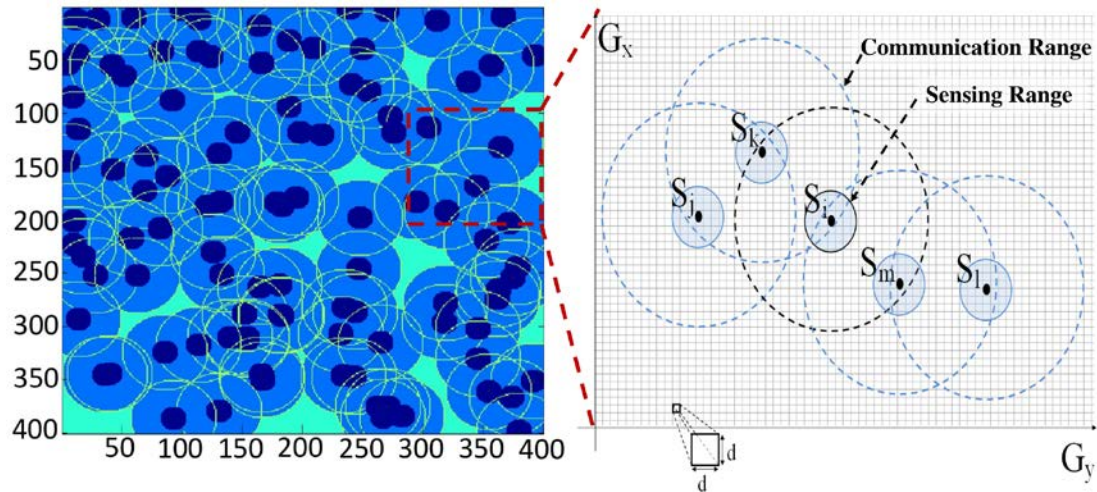 50
100
150
200
250
300
350
400
50 100 150 200 250 300 350 400
Gx
Communication Range
Sensing Range
Sk
Sj
Si
Sm
Sl
d
d
Gy